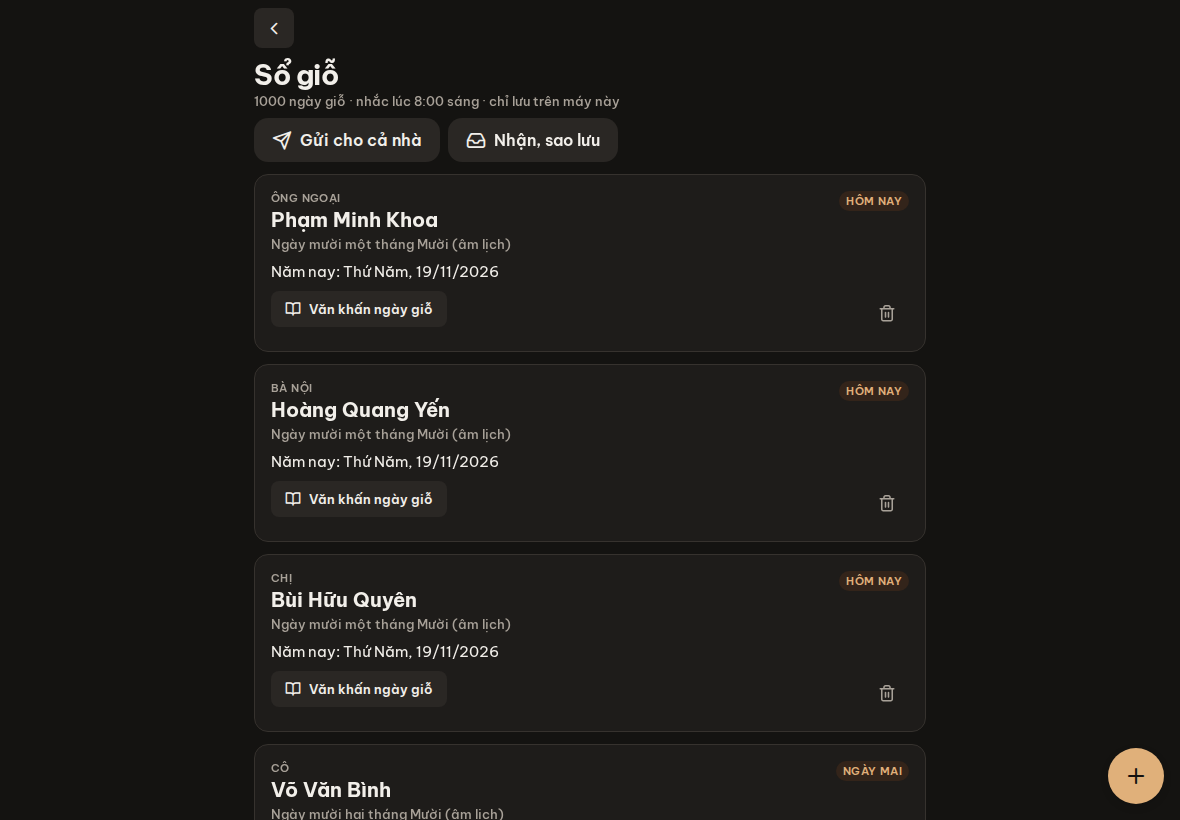 Sổ giỗ
1000 ngày giỗ · nhắc lúc 8:00 sáng · chỉ lưu trên máy này
Gửi cho cả nhà
Nhận, sao lưu
ÔNG NGOẠI
HÔM NAY
Phạm Minh Khoa
Ngày mười một tháng Mười (âm lịch)
Năm nay: Thứ Năm, 19/11/2026
Văn khấn ngày giỗ
BÀ NỘI
HÔM NAY
Hoàng Quang Yến
Ngày mười một tháng Mười (âm lịch)
Năm nay: Thứ Năm, 19/11/2026
Văn khấn ngày giỗ
CHỊ
HÔM NAY
Bùi Hữu Quyên
Ngày mười một tháng Mười (âm lịch)
Năm nay: Thứ Năm, 19/11/2026
Văn khấn ngày giỗ
CÔ
NGÀY MAI
Võ Văn Bình
Ngày mười hai tháng Mười (âm lịch)